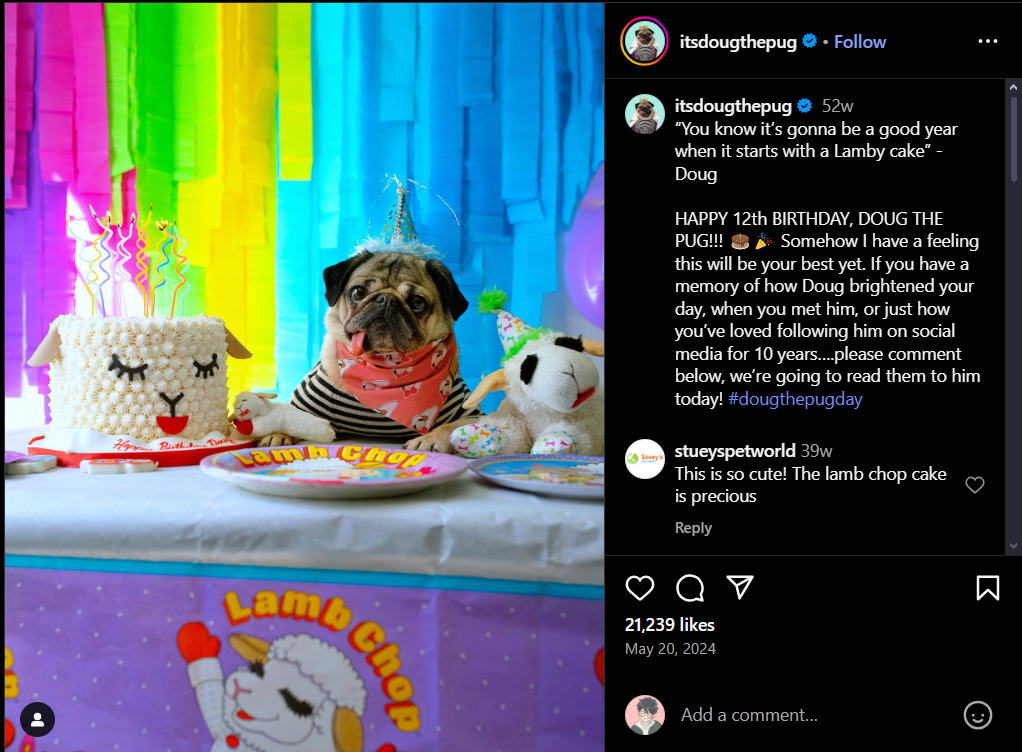 itsdougthepug • Follow
itsdougthepug 52w
“You know it’s gonna be a good year
when it starts with a Lamby cake” -
Doug
HAPPY 12th BIRTHDAY, DOUG THE
PUG!!! 🎂 🎉 Somehow I have a feeling
this will be your best yet. If you have a
memory of how Doug brightened your
day, when you met him, or just how
you’ve loved following him on social
media for 10 years....please comment
below, we’re going to read them to him
today! #dougthepugday
stueyspetworld 39w
This is so cute! The lamb chop cake
is precious
Reply
21,239 likes
May 20, 2024
Add a comment...
Stuey's
Happy Birthday Doug
Lamb Chop
Lamb Chop